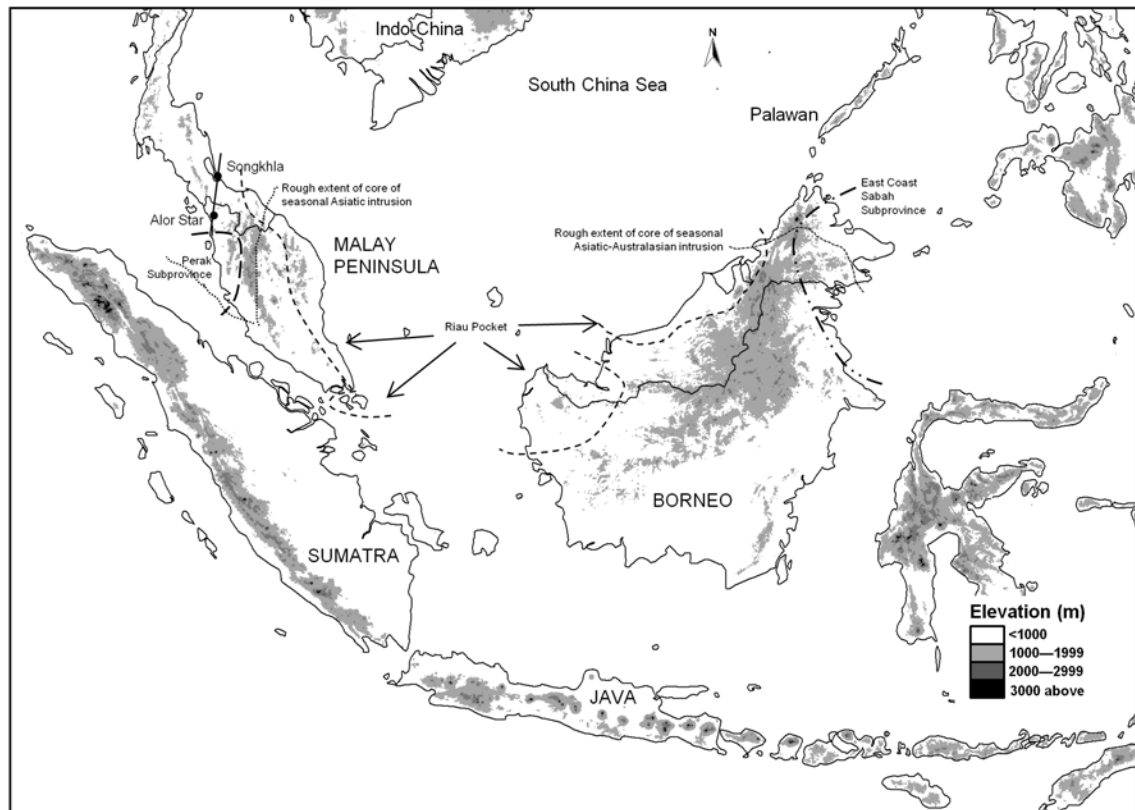 Indo-China
N
South China Sea
Palawan
Songkhla
Rough extent of core of
seasonal Asiatic intrusion
East Coast
Sabah
Subprovince
Alor Star
Rough extent of core of seasonal
Asiatic-Australasian intrusion
MALAY
PENINSULA
Perak
Subprovince
Riau Pocket
BORNEO
SUMATRA
JAVA
Elevation (m)
<1000
1000—1999
2000—2999
3000 above